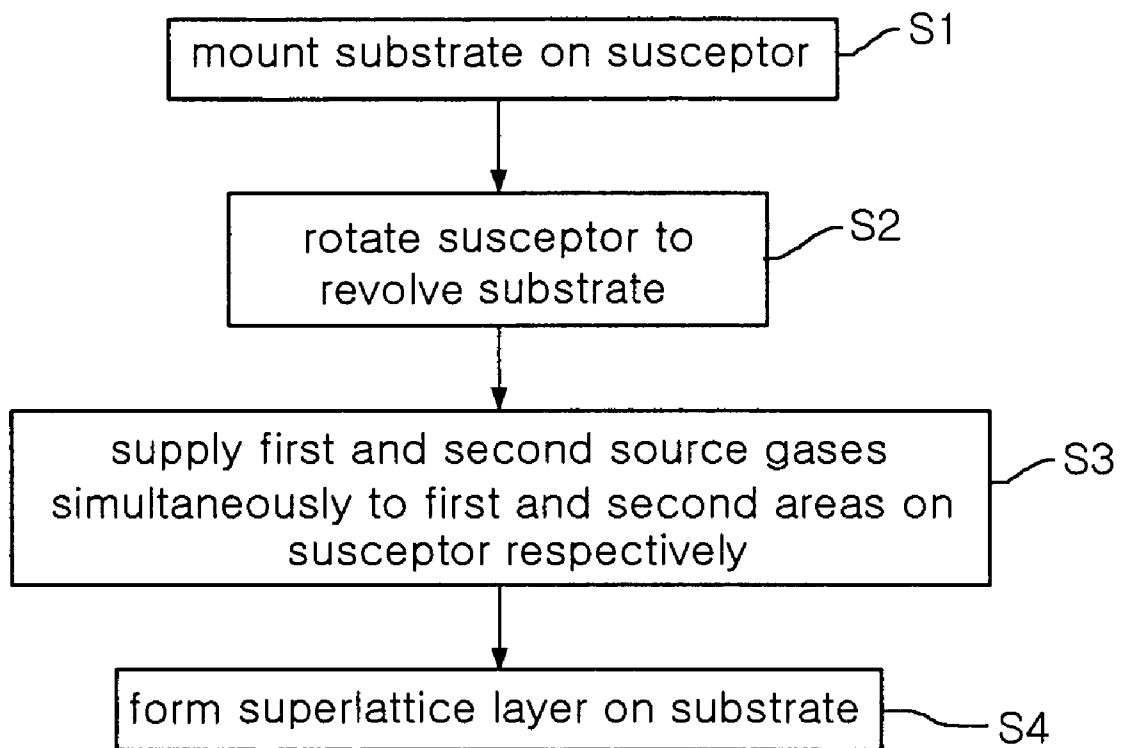 mount substrate on susceptor
S1
rotate susceptor to
revolve substrate
S2
supply first and second source gases
simultaneously to first and second areas on
susceptor respectively
S3
form superlattice layer on substrate
S4